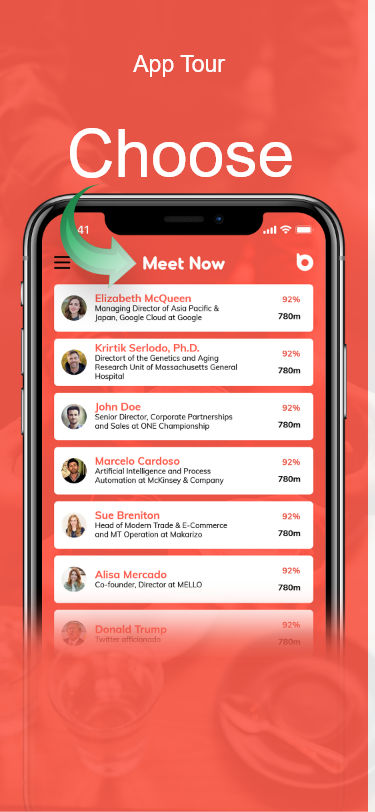 App Tour
Choose
41
Meet Now
Elizabeth McQueen
Managing Director of Asia Pacific &
Japan, Google Cloud at Google
92%
780m
Krirtik Serlodo, Ph.D.
Directort of the Genetics and Aging
Research Unit of Massachusetts General
Hospital
92%
780m
John Doe
Senior Director, Corporate Partnerships
and Sales at ONE Championship
92%
780m
Marcelo Cardoso
Artificial Intelligence and Process
Automation at McKinsey & Company
92%
780m
Sue Breniton
Head of Modern Trade & E-Commerce
and MT Operation at Makarizo
92%
780m
Alisa Mercado
Co-founder, Director at MELLO
92%
780m
Donald Trump
Twitter afficionado
92%
780m